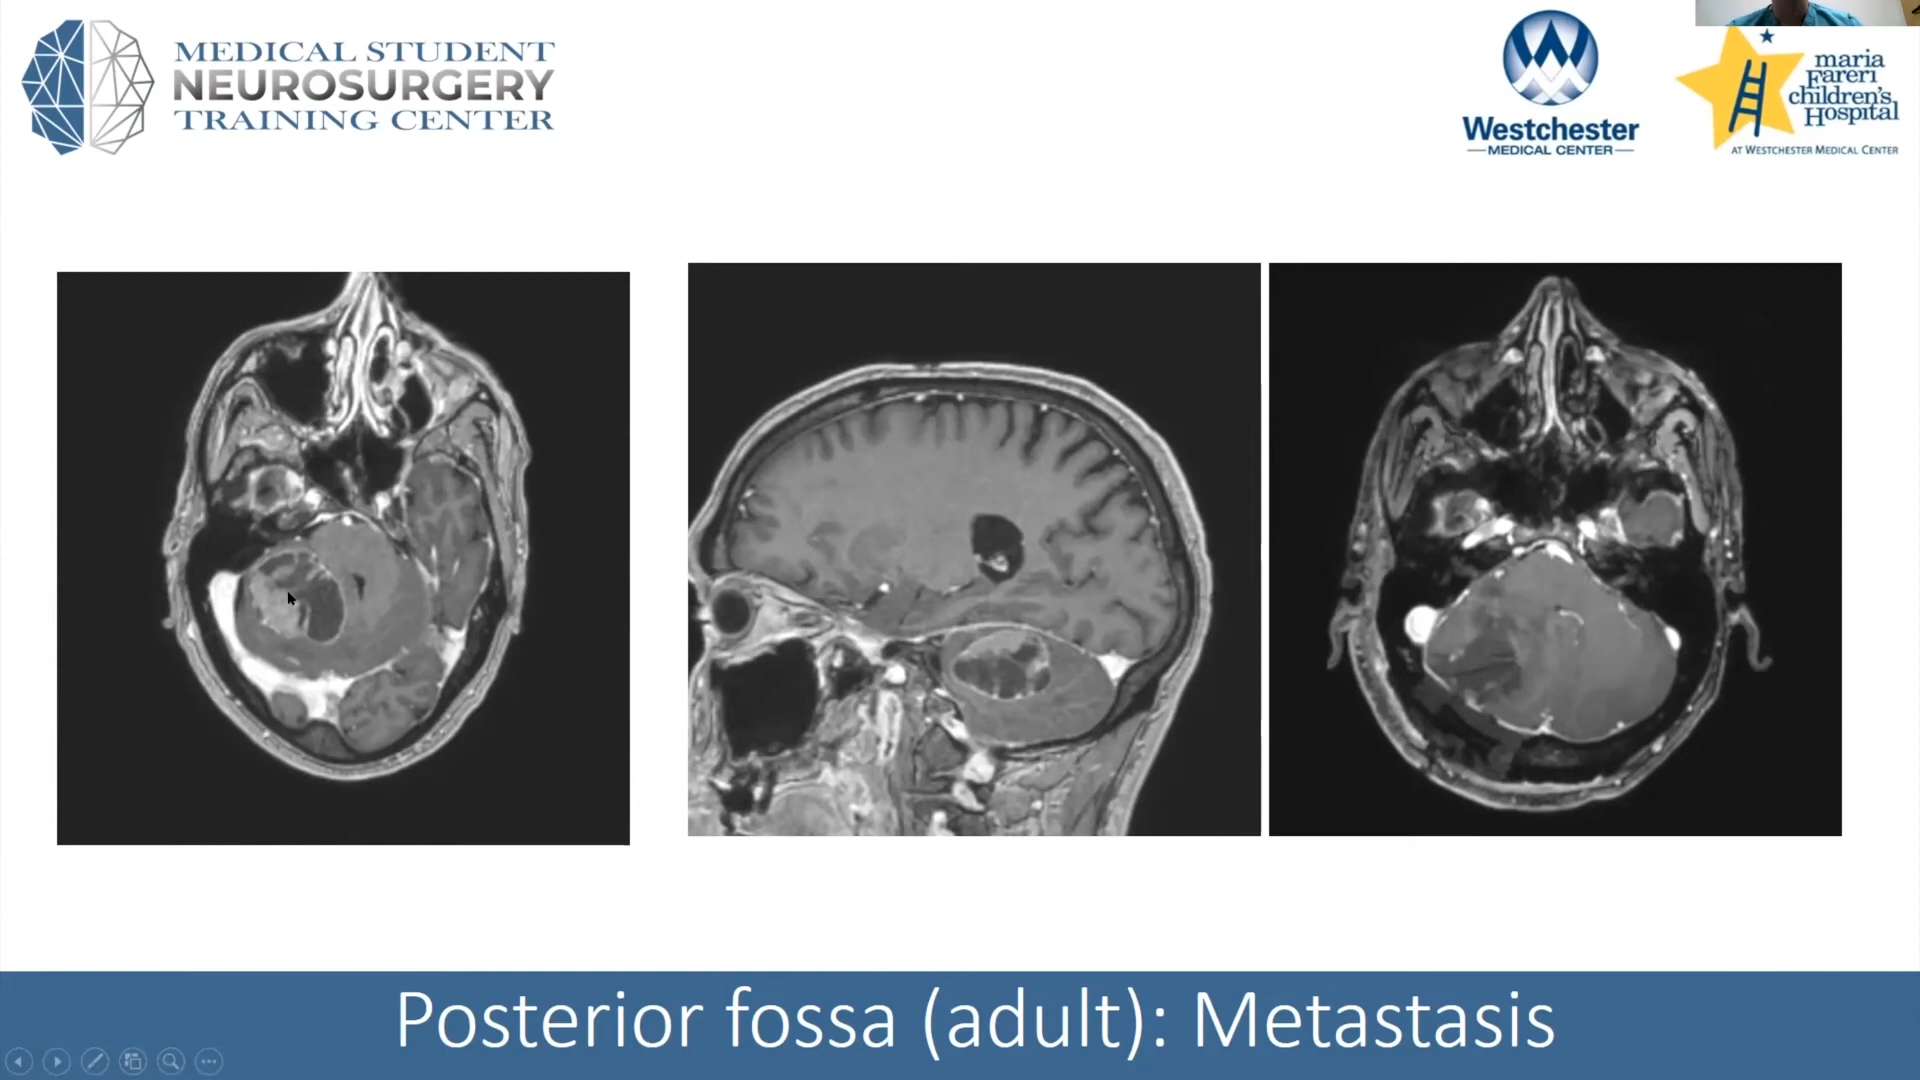 MEDICAL STUDENT
NEUROSURGERY
TRAINING CENTER
Westchester
MEDICAL CENTER
maria
Fareri
children's
Hospital
AT WESTCHESTER MEDICAL CENTER
Posterior fossa (adult): Metastasis